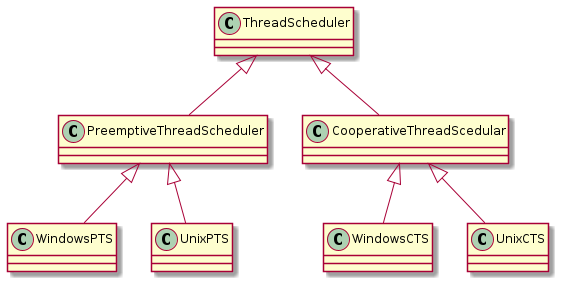 C ThreadScheduler
C PreemptiveThreadScheduler
C CooperativeThreadScedular
C WindowsPTS
C UnixPTS
C WindowsCTS
C UnixCTS